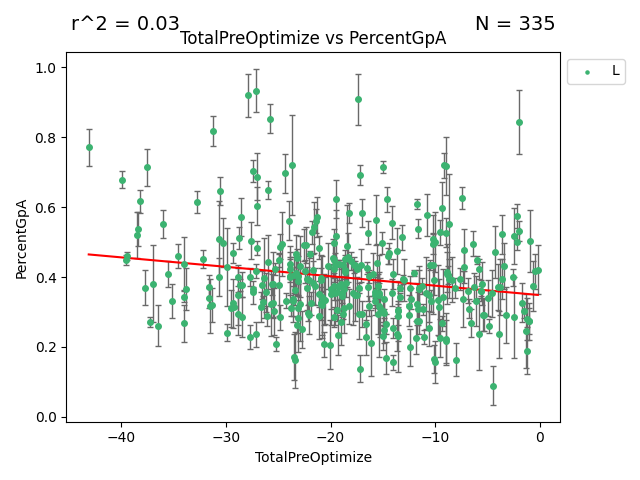 r^2 = 0.03
N = 335
TotalPreOptimize vs PercentGpA
L
1.0
0.8
0.6
0.4
0.2
0.0
PercentGpA
−40
−30
−20
−10
0
TotalPreOptimize